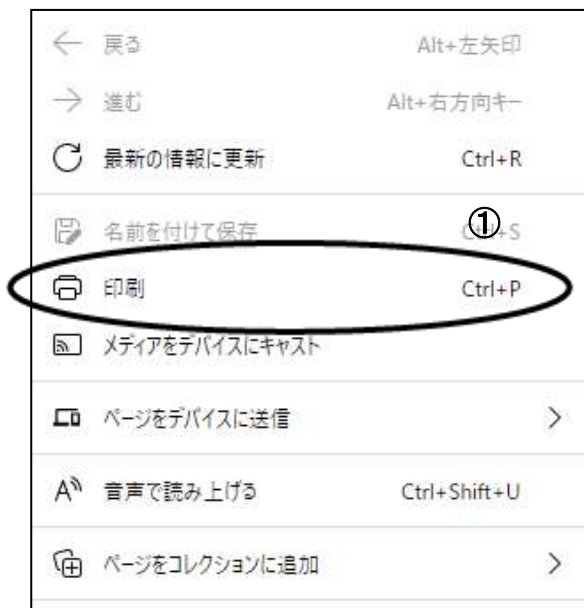 戻る Alt+左矢印
進む Alt+右方向キー
最新の情報に更新 Ctrl+R
名前を付けて保存 Ctrl+S
①
印刷 Ctrl+P
メディアをデバイスにキャスト
ページをデバイスに送信
音声で読み上げる Ctrl+Shift+U
ページをコレクションに追加